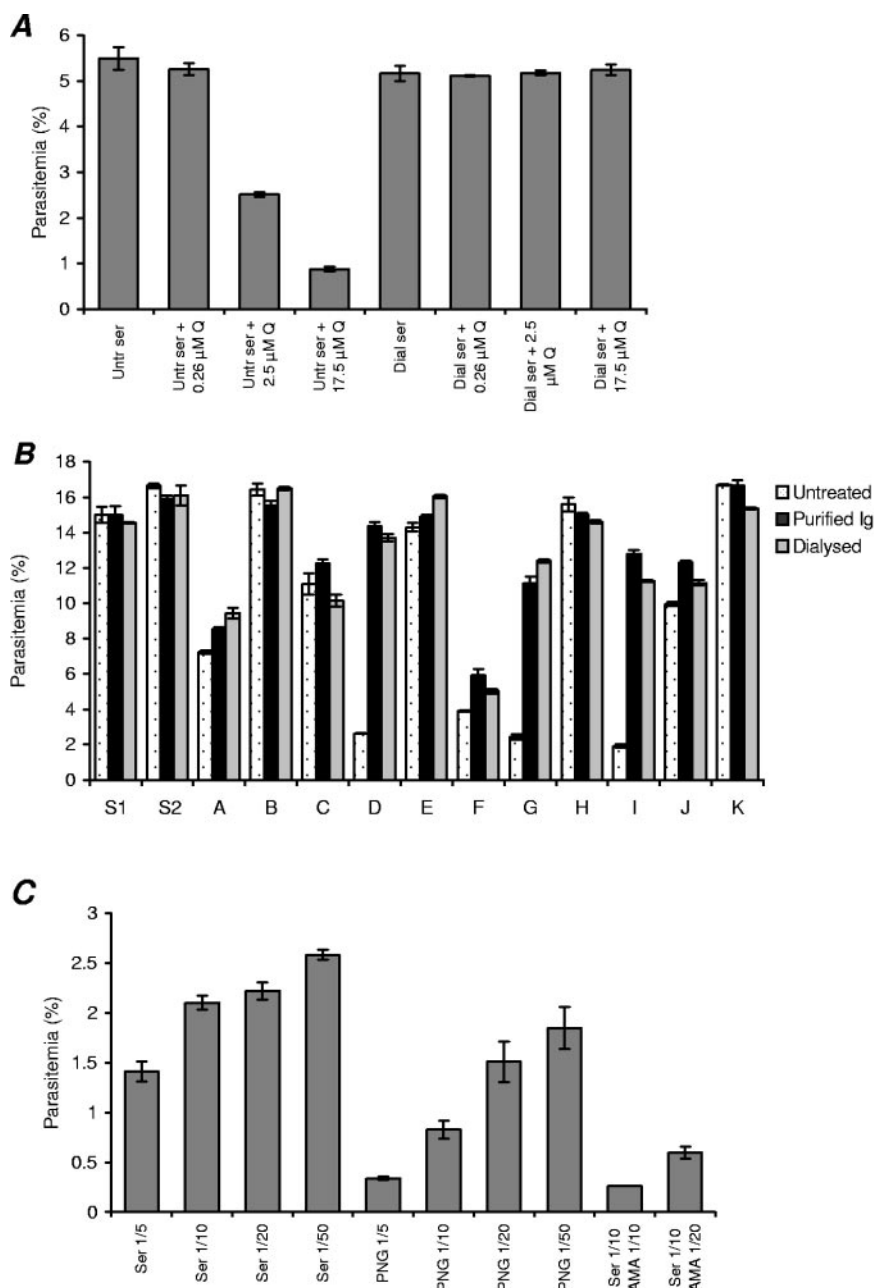 A
Parasitemia (%)
6
5
4
3
2
1
0
Untr ser
Untr ser +
0.26 μM Q
Untr ser +
2.5 μM Q
Untr ser +
17.5 μM Q
Dial ser
Dial ser +
0.26 μM Q
Dial ser + 2.5
μM Q
Dial ser +
17.5 μM Q
B
Parasitemia (%)
18
16
14
12
10
8
6
4
2
0
S1 S2 A B C D E F G H I J K
Untreated
Purified Ig
Dialysed
C
Parasitemia (%)
3
2.5
2
1.5
1
0.5
0
Ser 1/5
Ser 1/10
Ser 1/20
Ser 1/50
PNG 1/5
PNG 1/10
PNG 1/20
PNG 1/50
Ser 1/10
AMA 1/10
Ser 1/10
AMA 1/20